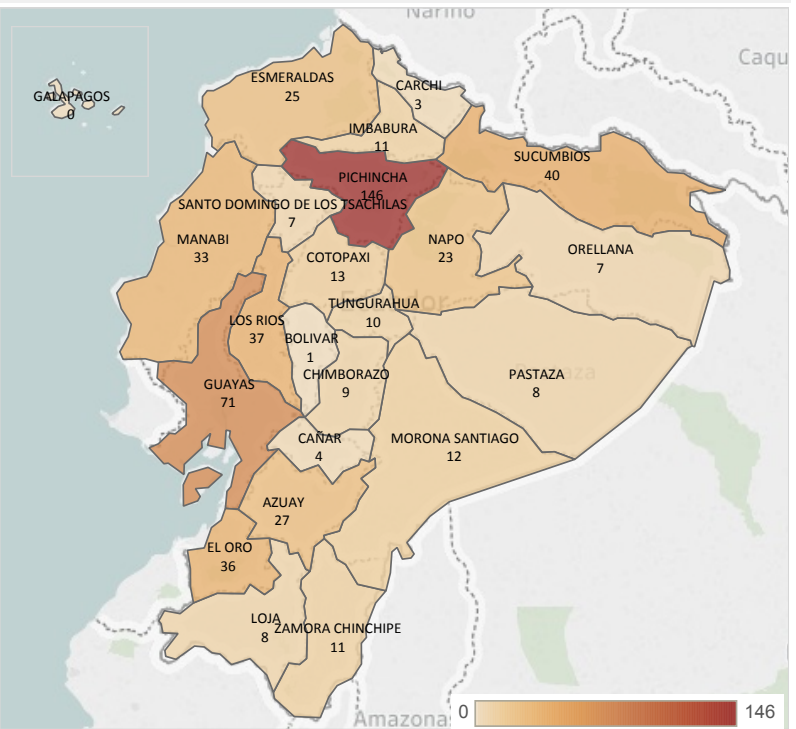 Nariño
Caqu
ESMERALDAS
25
CARCHI
3
GALAPAGOS
0
IMBABURA
11
SUCUMBIOS
40
PICHINCHA
146
SANTO DOMINGO DE LOS TSACHILAS
7
MANABI
33
NAPO
23
ORELLANA
7
COTOPAXI
13
TUNGURAHUA
10
LOS RIOS
37
BOLIVAR
1
CHIMBORAZO
9
PASTAZA
8
GUAYAS
71
CAÑAR
4
MORONA SANTIAGO
12
AZUAY
27
EL ORO
36
LOJA
8
ZAMORA CHINCHIPE
11
Amazonas
0 146